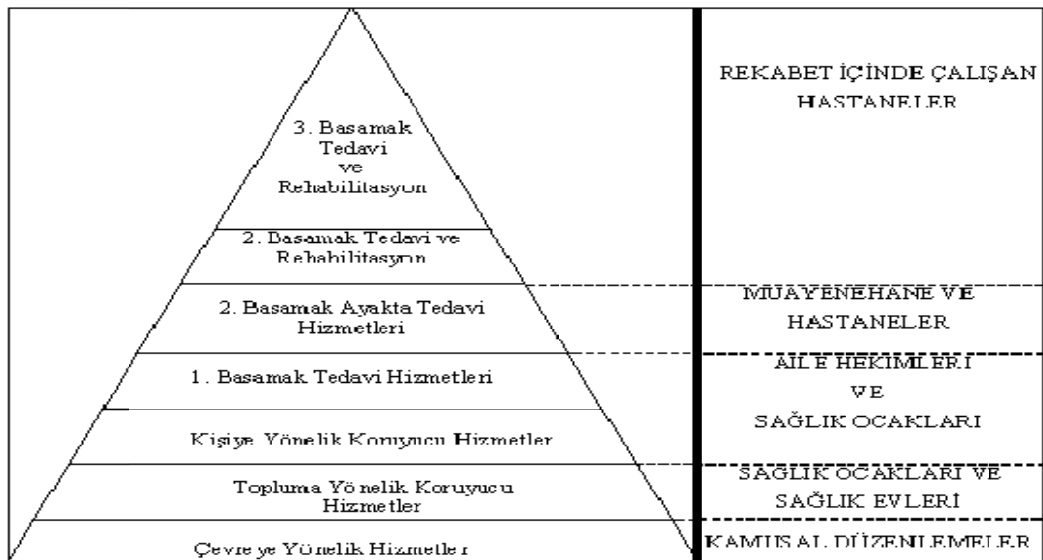 3. Basamak
Tedavi
ve
Rehabilitasyon
2. Basamak Tedavi ve
Rehabilitasyon
2. Basamak Ayakta Tedavi
Hizmetleri
1. Basamak Tedavi Hizmetleri
Kişiye Yönelik Koruyucu Hizmetler
Topluma Yönelik Koruyucu
Hizmetler
Çevreye Yönelik Hizmetler
REKABET İÇİNDE ÇALIŞAN
HASTANELER
MUAYENEHANE VE
HASTANELER
AİLE HEKİMLERİ
VE
SAĞLIK OCAKLARI
SAĞLIK OCAKLARI VE
SAĞLIK EVLERİ
KAMUSAL DÜZENLEMELER